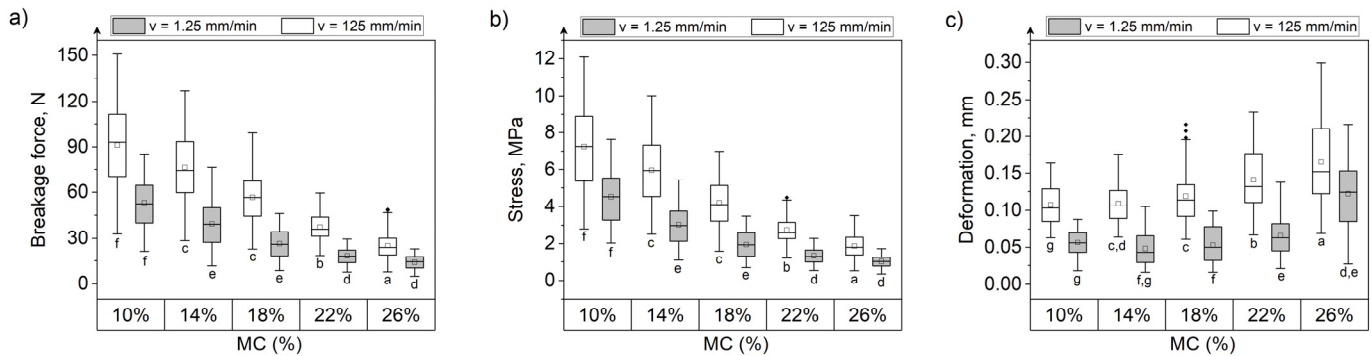 a)
v = 1.25 mm/min
v = 125 mm/min
Breakage force, N
150
120
90
60
30
0
f
f
c
e
c
e
b
d
a
d
10%
14%
18%
22%
26%
MC (%)
b)
v = 1.25 mm/min
v = 125 mm/min
Stress, MPa
12
10
8
6
4
2
0
f
f
c
e
c
e
b
d
a
d
10%
14%
18%
22%
26%
MC (%)
c)
v = 1.25 mm/min
v = 125 mm/min
Deformation, mm
0.30
0.25
0.20
0.15
0.10
0.05
0.00
g
g
c,d
f,g
c
f
b
e
a
d,e
10%
14%
18%
22%
26%
MC (%)